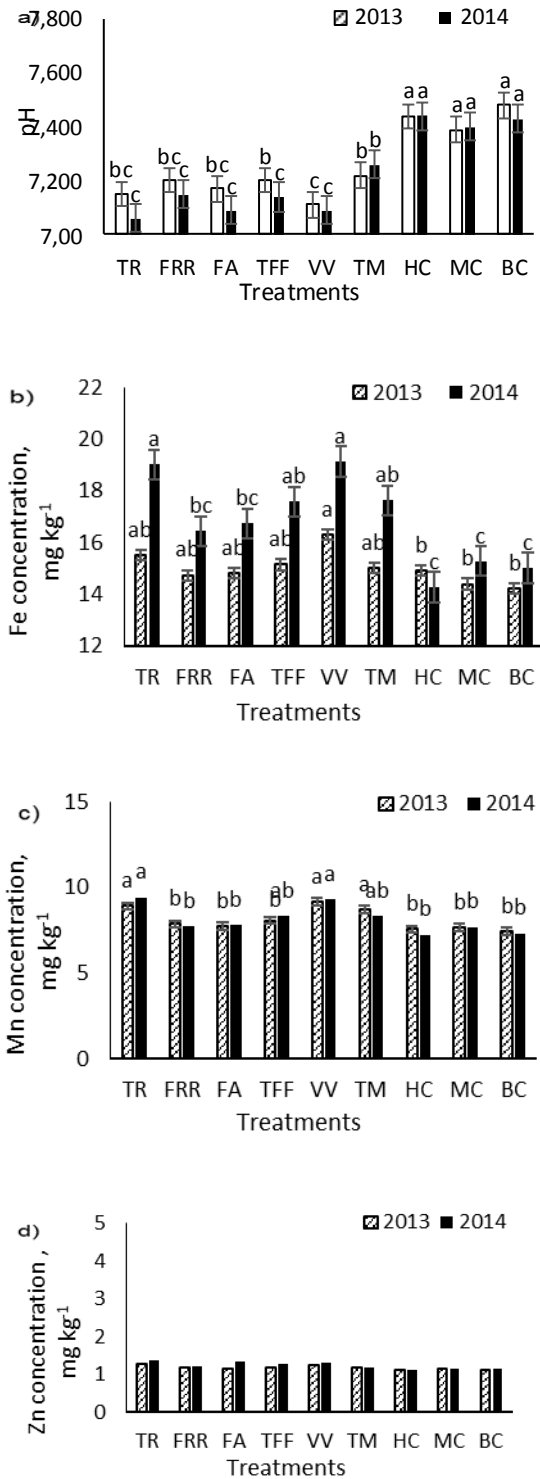 a)
7,800
7,600
7,400
7,200
7,00
pH
2013 2014
bc c bc c bc c b c c c b b a a a a a a
TR FRR FA TFF VV TM HC MC BC
Treatments
b)
22
20
18
16
14
12
Fe concentration,
mg kg-1
2013 2014
ab a ab bc ab bc ab ab a a ab ab b c b c b c
TR FRR FA TFF VV TM HC MC BC
Treatments
c)
15
10
5
0
Mn concentration,
mg kg-1
2013 2014
a a b b b b b ab a a a ab b b b b b b
TR FRR FA TFF VV TM HC MC BC
Treatments
d)
5
4
3
2
1
0
Zn concentration ,
mg kg-1
2013 2014
TR FRR FA TFF VV TM HC MC BC
Treatments